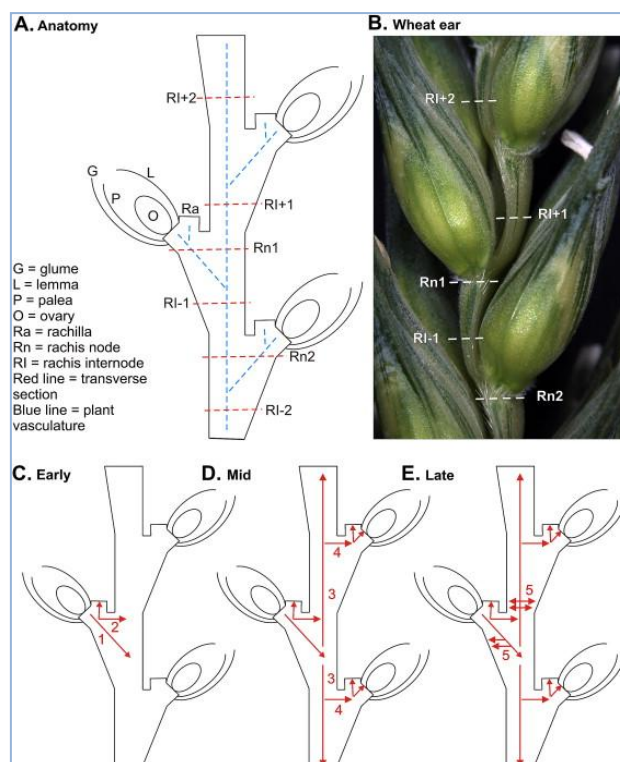 A. Anatomy
RI+2
G
L
P
O
Ra
RI+1
Rn1
RI-1
Rn2
RI-2
G = glume
L = lemma
P = palea
O = ovary
Ra = rachilla
Rn = rachis node
RI = rachis internode
Red line = transverse
section
Blue line = plant
vasculature
B. Wheat ear
RI+2
RI+1
Rn1
RI-1
Rn2
C. Early
1
2
D. Mid
4
3
3
4
E. Late
5
5